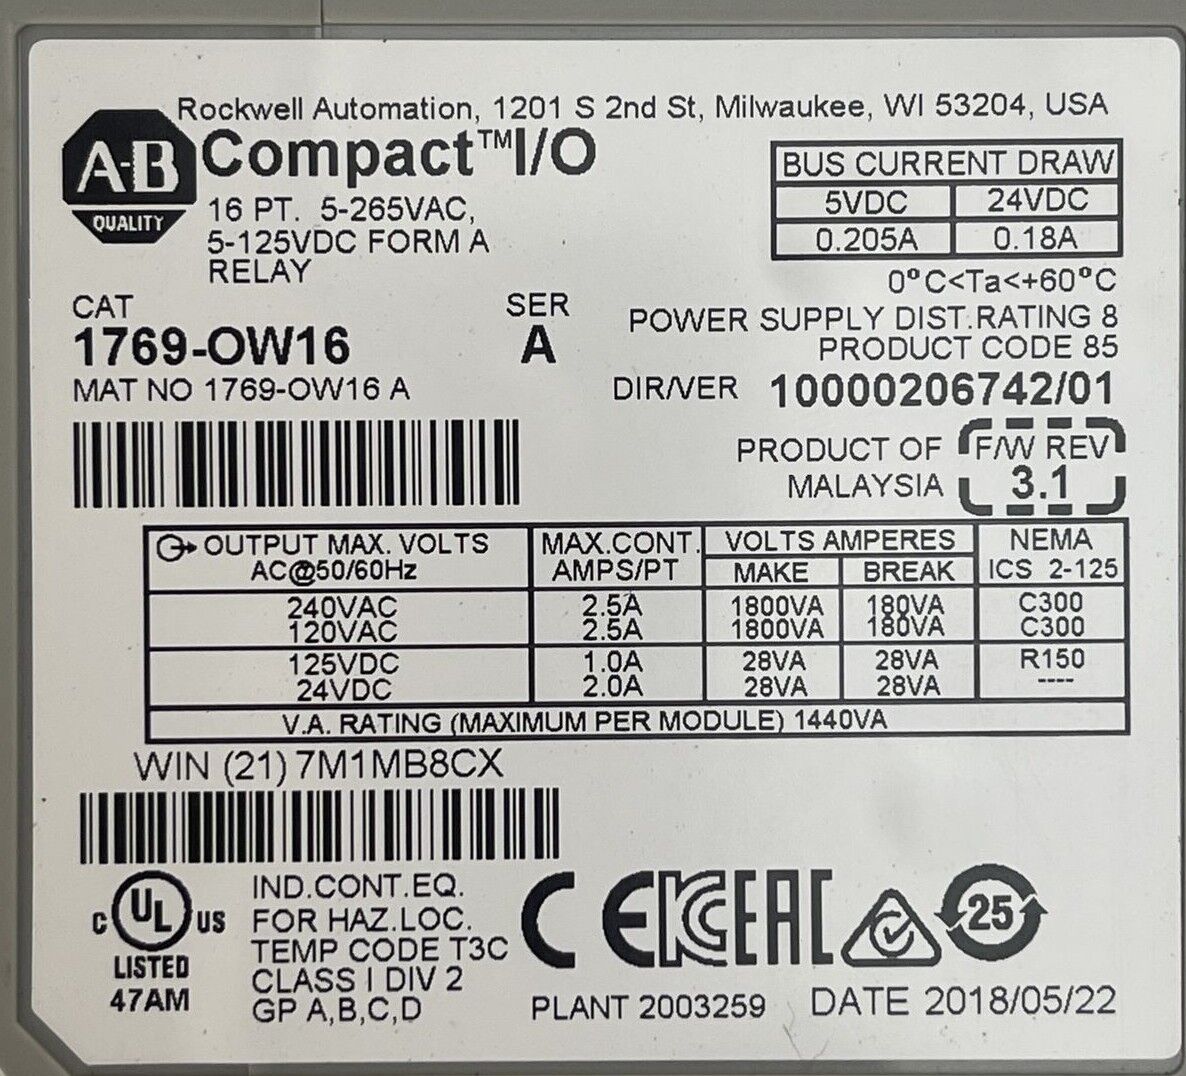 Rockwell Automation, 1201 S 2nd St, Milwaukee, WI 53204, USA
A-B
QUALITY
Compact™I/O
16 PT. 5-265VAC,
5-125VDC FORM A
RELAY
BUS CURRENT DRAW
5VDC 24VDC
0.205A 0.18A
0°C<Ta<+60°C
POWER SUPPLY DIST.RATING 8
PRODUCT CODE 85
CAT SER
1769-OW16 A
MAT NO 1769-OW16 A
DIR/VER 10000206742/01
PRODUCT OF
MALAYSIA
F/W REV
3.1
OUTPUT MAX. VOLTS
AC@50/60Hz
MAX.CONT.
AMPS/PT
VOLTS AMPERES
MAKE BREAK
NEMA
ICS 2-125
240VAC 2.5A 1800VA 180VA C300
120VAC 2.5A 1800VA 180VA C300
125VDC 1.0A 28VA 28VA R150
24VDC 2.0A 28VA 28VA ----
V.A. RATING (MAXIMUM PER MODULE) 1440VA
WIN (21) 7M1MB8CX
C UL US
LISTED
47AM
IND.CONT.EQ.
FOR HAZ.LOC.
TEMP CODE T3C
CLASS I DIV 2
GP A,B,C,D
CE KC EAC 25
PLANT 2003259 DATE 2018/05/22